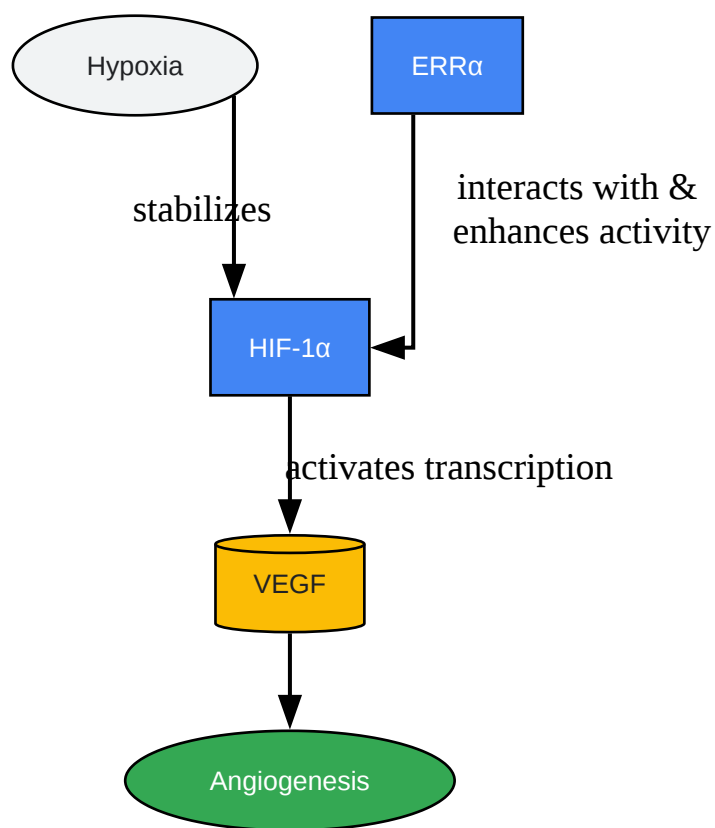 Hypoxia
ERRα
stabilizes
interacts with &
enhances activity
HIF-1α
activates transcription
VEGF
Angiogenesis